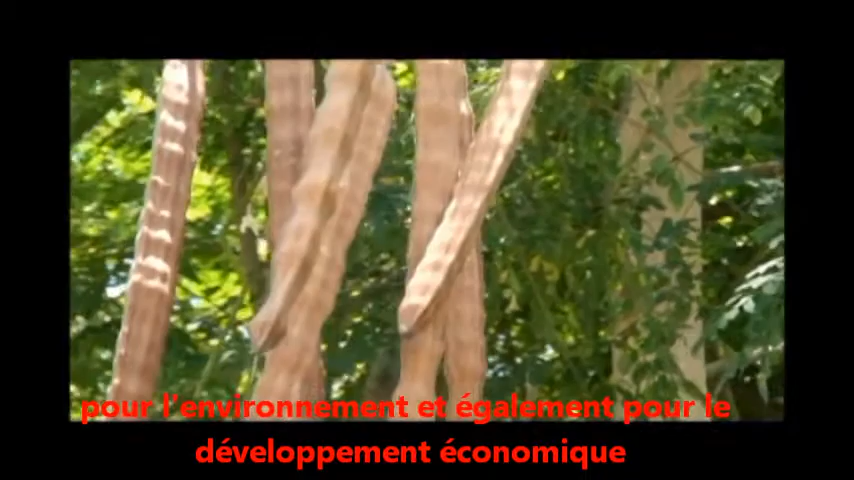 pour l'environnement et également pour le
développement économique